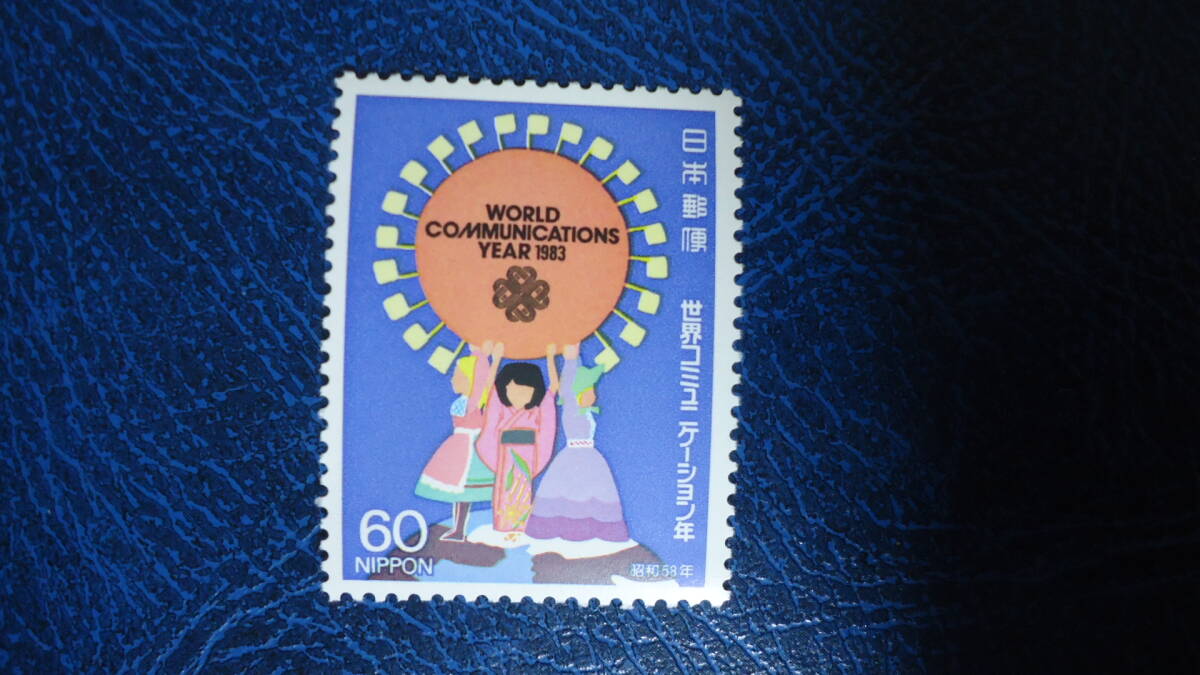 WORLD
COMMUNICATIONS
YEAR 1983
日本郵便
世界コミュニケーション年
60
NIPPON
昭和58年